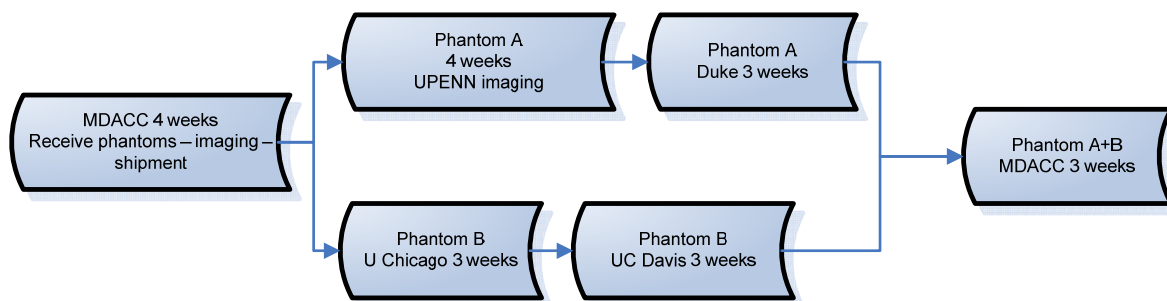 MDACC 4 weeks
Receive phantoms – imaging –
shipment
Phantom A
4 weeks
UPENN imaging
Phantom A
Duke 3 weeks
Phantom B
U Chicago 3 weeks
Phantom B
UC Davis 3 weeks
Phantom A+B
MDACC 3 weeks